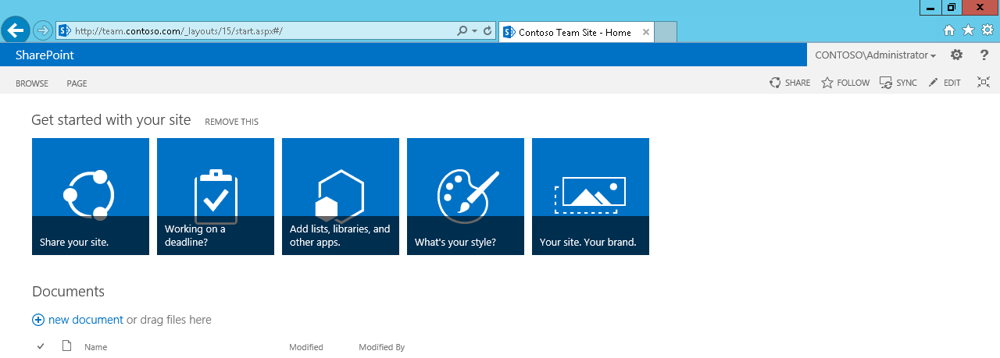 http://team.contoso.com/_layouts/15/start.aspx#/
Contoso Team Site - Home
SharePoint
CONTOSO\Administrator
?
BROWSE PAGE
SHARE FOLLOW SYNC EDIT
Get started with your site REMOVE THIS
Share your site.
Working on a
deadline?
Add lists, libraries, and
other apps.
What's your style?
Your site. Your brand.
Documents
new document or drag files here
Name Modified Modified By